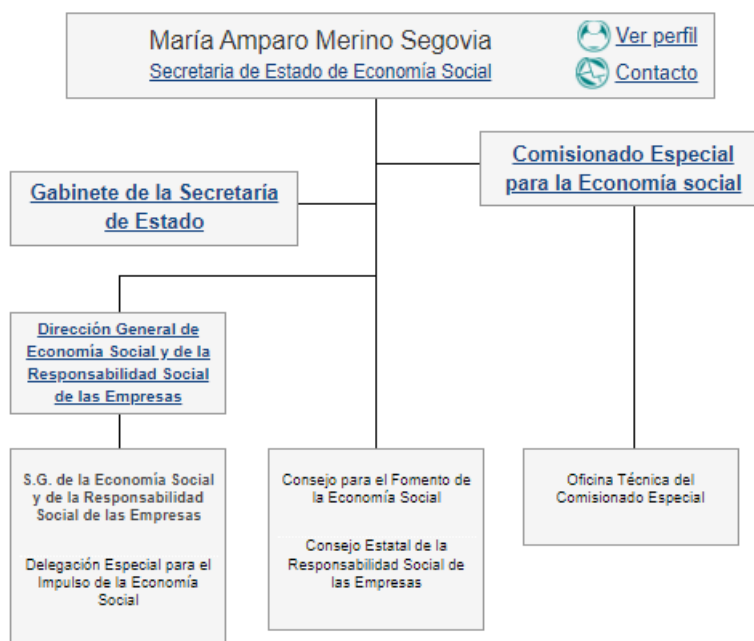 María Amparo Merino Segovia
Secretaria de Estado de Economía Social
Ver perfil
Contacto
Comisionado Especial
para la Economía social
Gabinete de la Secretaría
de Estado
Dirección General de
Economía Social y de la
Responsabilidad Social
de las Empresas
S.G. de la Economía Social
y de la Responsabilidad
Social de las Empresas
Delegación Especial para el
Impulso de la Economía
Social
Consejo para el Fomento de
la Economía Social
Consejo Estatal de la
Responsabilidad Social de
las Empresas
Oficina Técnica del
Comisionado Especial